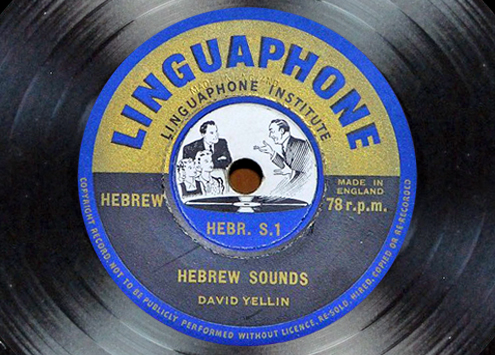 LINGUAPHONE
LINGUAPHONE INSTITUTE
HEBREW
MADE IN
ENGLAND
78 r.p.m.
HEBR. S.1
HEBREW SOUNDS
DAVID YELLIN
COPYRIGHT RECORD. NOT TO BE PUBLICLY PERFORMED WITHOUT LICENCE, RE-SOLD, HIRED, COPIED OR RE-RECORDED